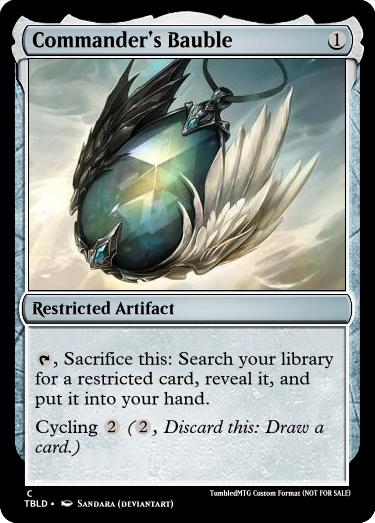 Commander's Bauble 1
Restricted Artifact
, Sacrifice this: Search your library
for a restricted card, reveal it, and
put it into your hand.
Cycling 2 (2, Discard this: Draw a
card.)
C
TBLD • Sandara (deviantart)
TumbledMTG Custom Format (NOT FOR SALE)